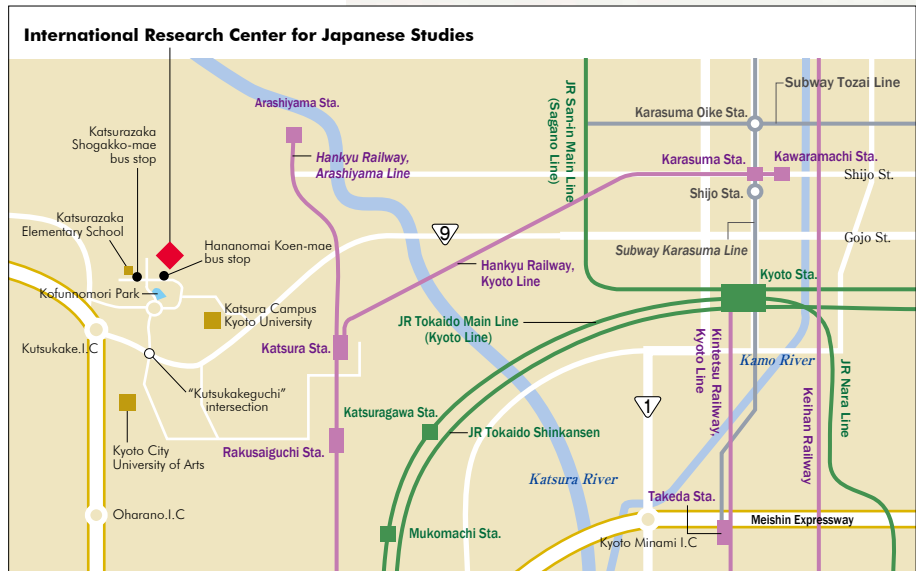 International Research Center for Japanese Studies
Arashiyama Sta.
JR San-in Main Line
(Sagano Line)
Subway Tozai Line
Karasuma Oike Sta.
Katsurazaka
Shogakko-mae
bus stop
Hankyu Railway,
Arashiyama Line
Karasuma Sta.
Kawaramachi Sta.
Shijo St.
Shijo Sta.
Katsurazaka
Elementary School
Hananomai Koen-mae
bus stop
9
Gojo St.
Subway Karasuma Line
Hankyu Railway,
Kyoto Line
Kyoto Sta.
Kofunnomori Park
Katsura Campus
Kyoto University
JR Tokaido Main Line
(Kyoto Line)
Kutsukake.I.C
Katsura Sta.
Kintetsu Railway,
Kyoto Line
Kamo River
Keihan Railway
JR Nara Line
"Kutsukakeguchi"
intersection
Katsuragawa Sta.
1
JR Tokaido Shinkansen
Kyoto City
University of Arts
Rakusaiguchi Sta.
Katsura River
Takeda Sta.
Oharano.I.C
Mukomachi Sta.
Kyoto Minami I.C
Meishin Expressway